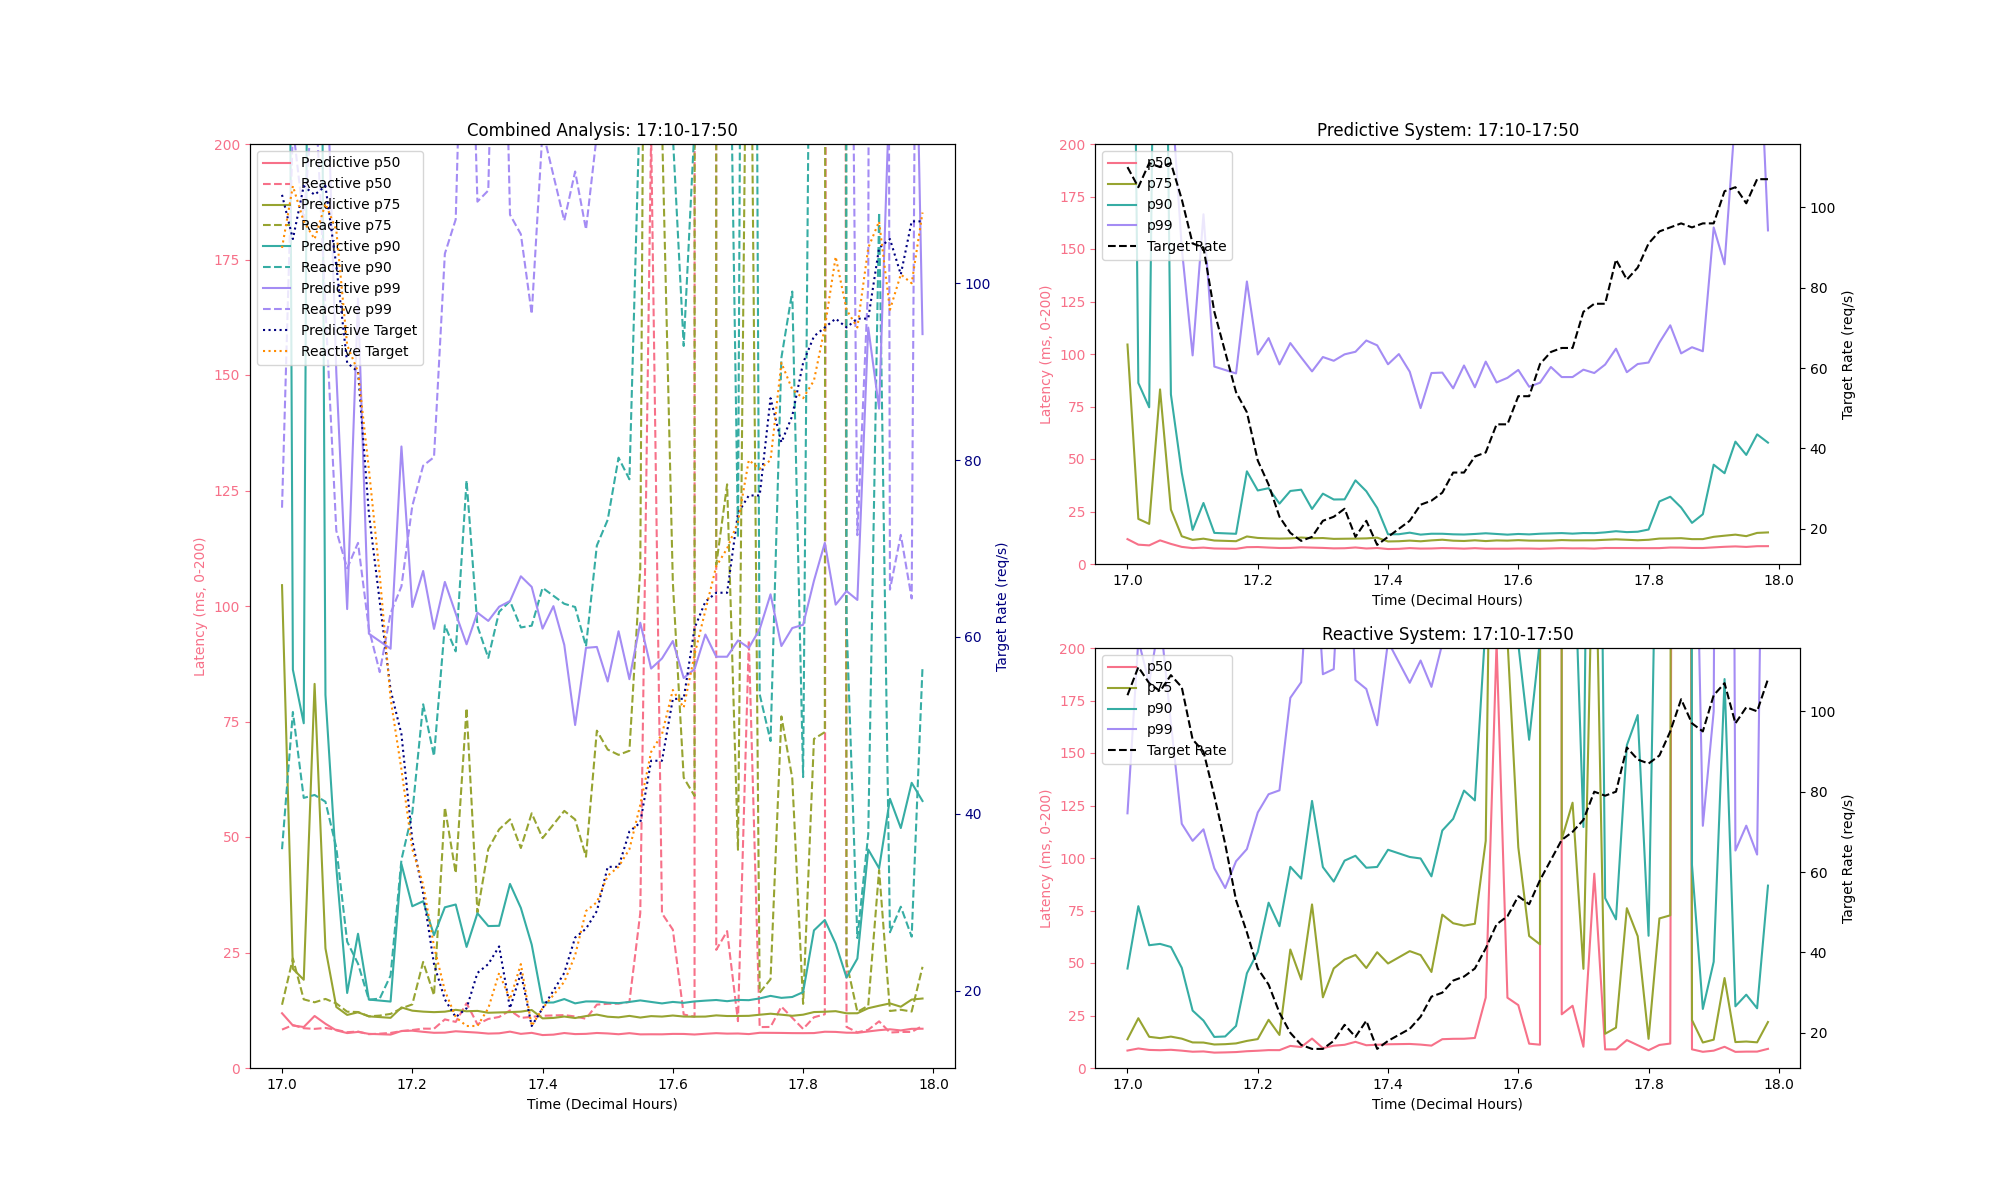 Combined Analysis: 17:10-17:50
200
175
150
125
100
75
50
25
0
Latency (ms, 0-200)
Predictive p50
Reactive p50
Predictive p75
Reactive p75
Predictive p90
Reactive p90
Predictive p99
Reactive p99
Predictive Target
Reactive Target
100
80
60
40
20
Target Rate (req/s)
17.0 17.2 17.4 17.6 17.8 18.0
Time (Decimal Hours)
Predictive System: 17:10-17:50
200
175
150
125
100
75
50
25
0
Latency (ms, 0-200)
p50
p75
p90
p99
Target Rate
100
80
60
40
20
Target Rate (req/s)
17.0 17.2 17.4 17.6 17.8 18.0
Time (Decimal Hours)
Reactive System: 17:10-17:50
200
175
150
125
100
75
50
25
0
Latency (ms, 0-200)
p50
p75
p90
p99
Target Rate
100
80
60
40
20
Target Rate (req/s)
17.0 17.2 17.4 17.6 17.8 18.0
Time (Decimal Hours)